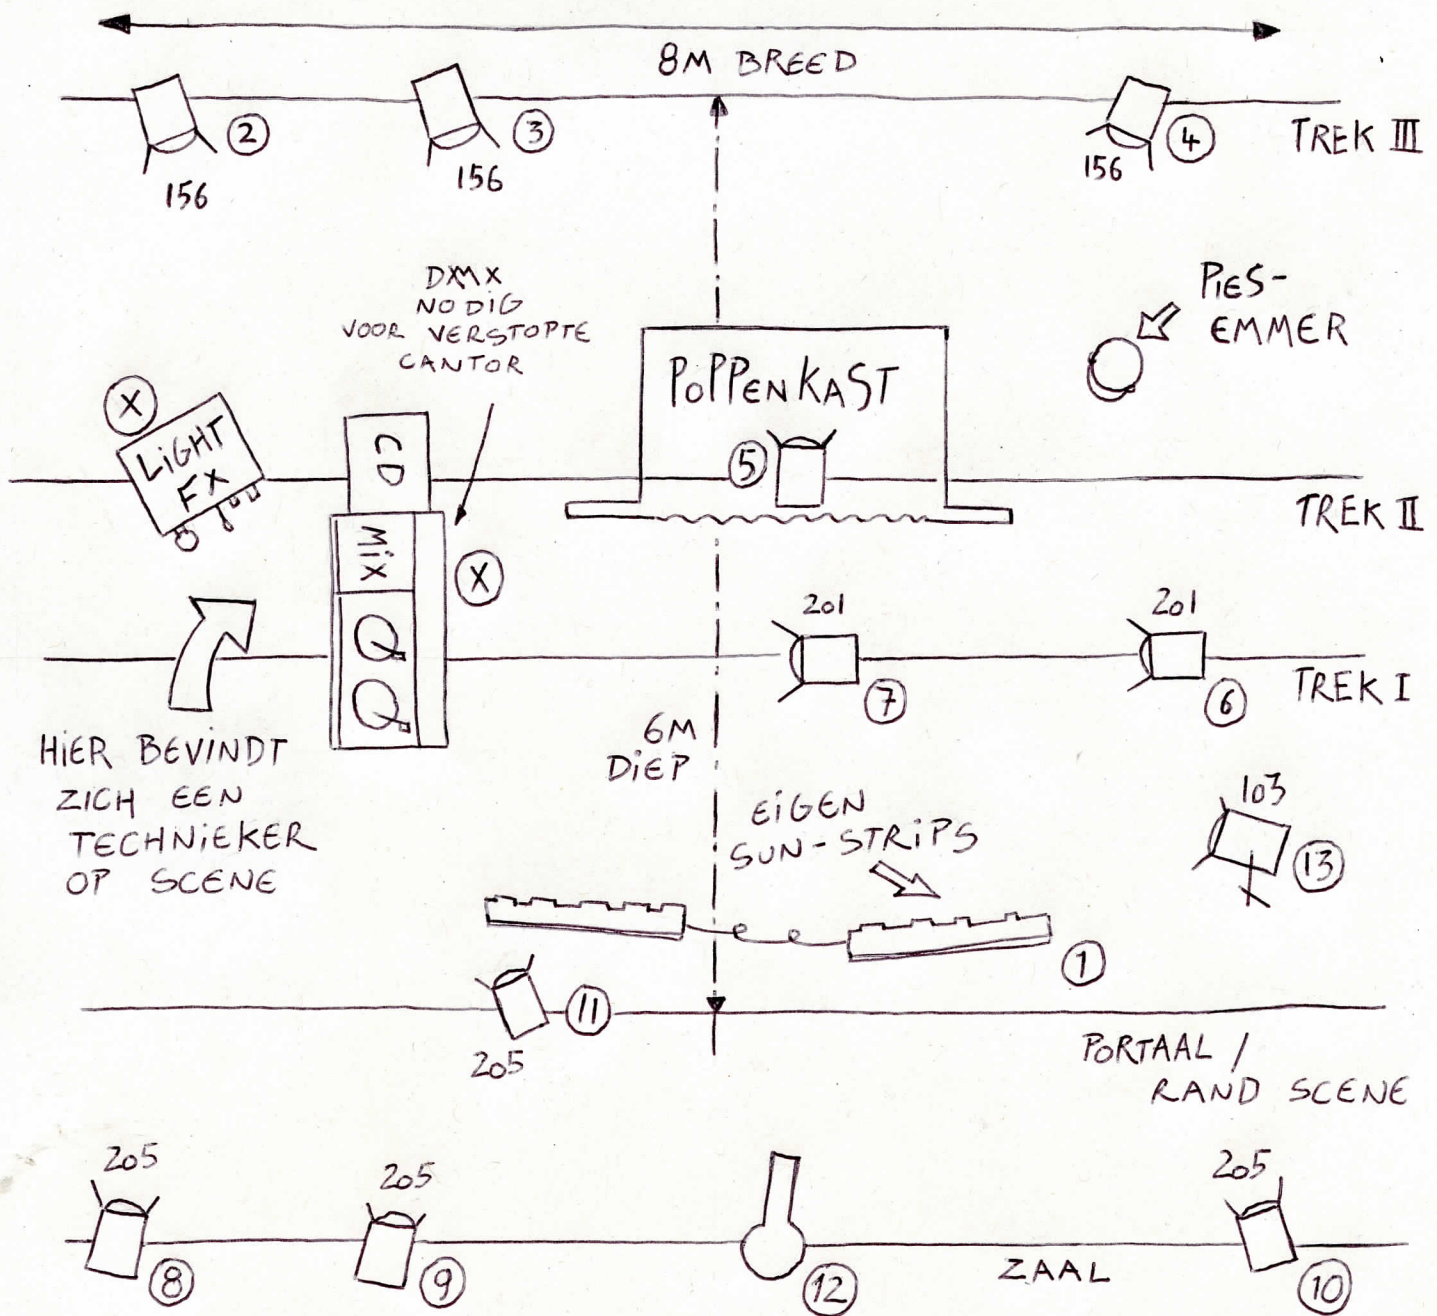 8M BREED
2
3
4
TREK III
156
156
156
DMX
NODIG
VOOR VERSTOPTE
CANTOR
PIES-
EMMER
X
LIGHT
FX
CD
POPPENKAST
5
TREK II
MIX
X
201
201
7
6
TREK I
HIER BEVINDT
ZICH EEN
TECHNIEKER
OP SCENE
6M
DIEP
EIGEN
SUN-STRIPS
103
13
1
11
205
PORTAAL /
RAND SCENE
205
205
205
8
9
12
ZAAL
10